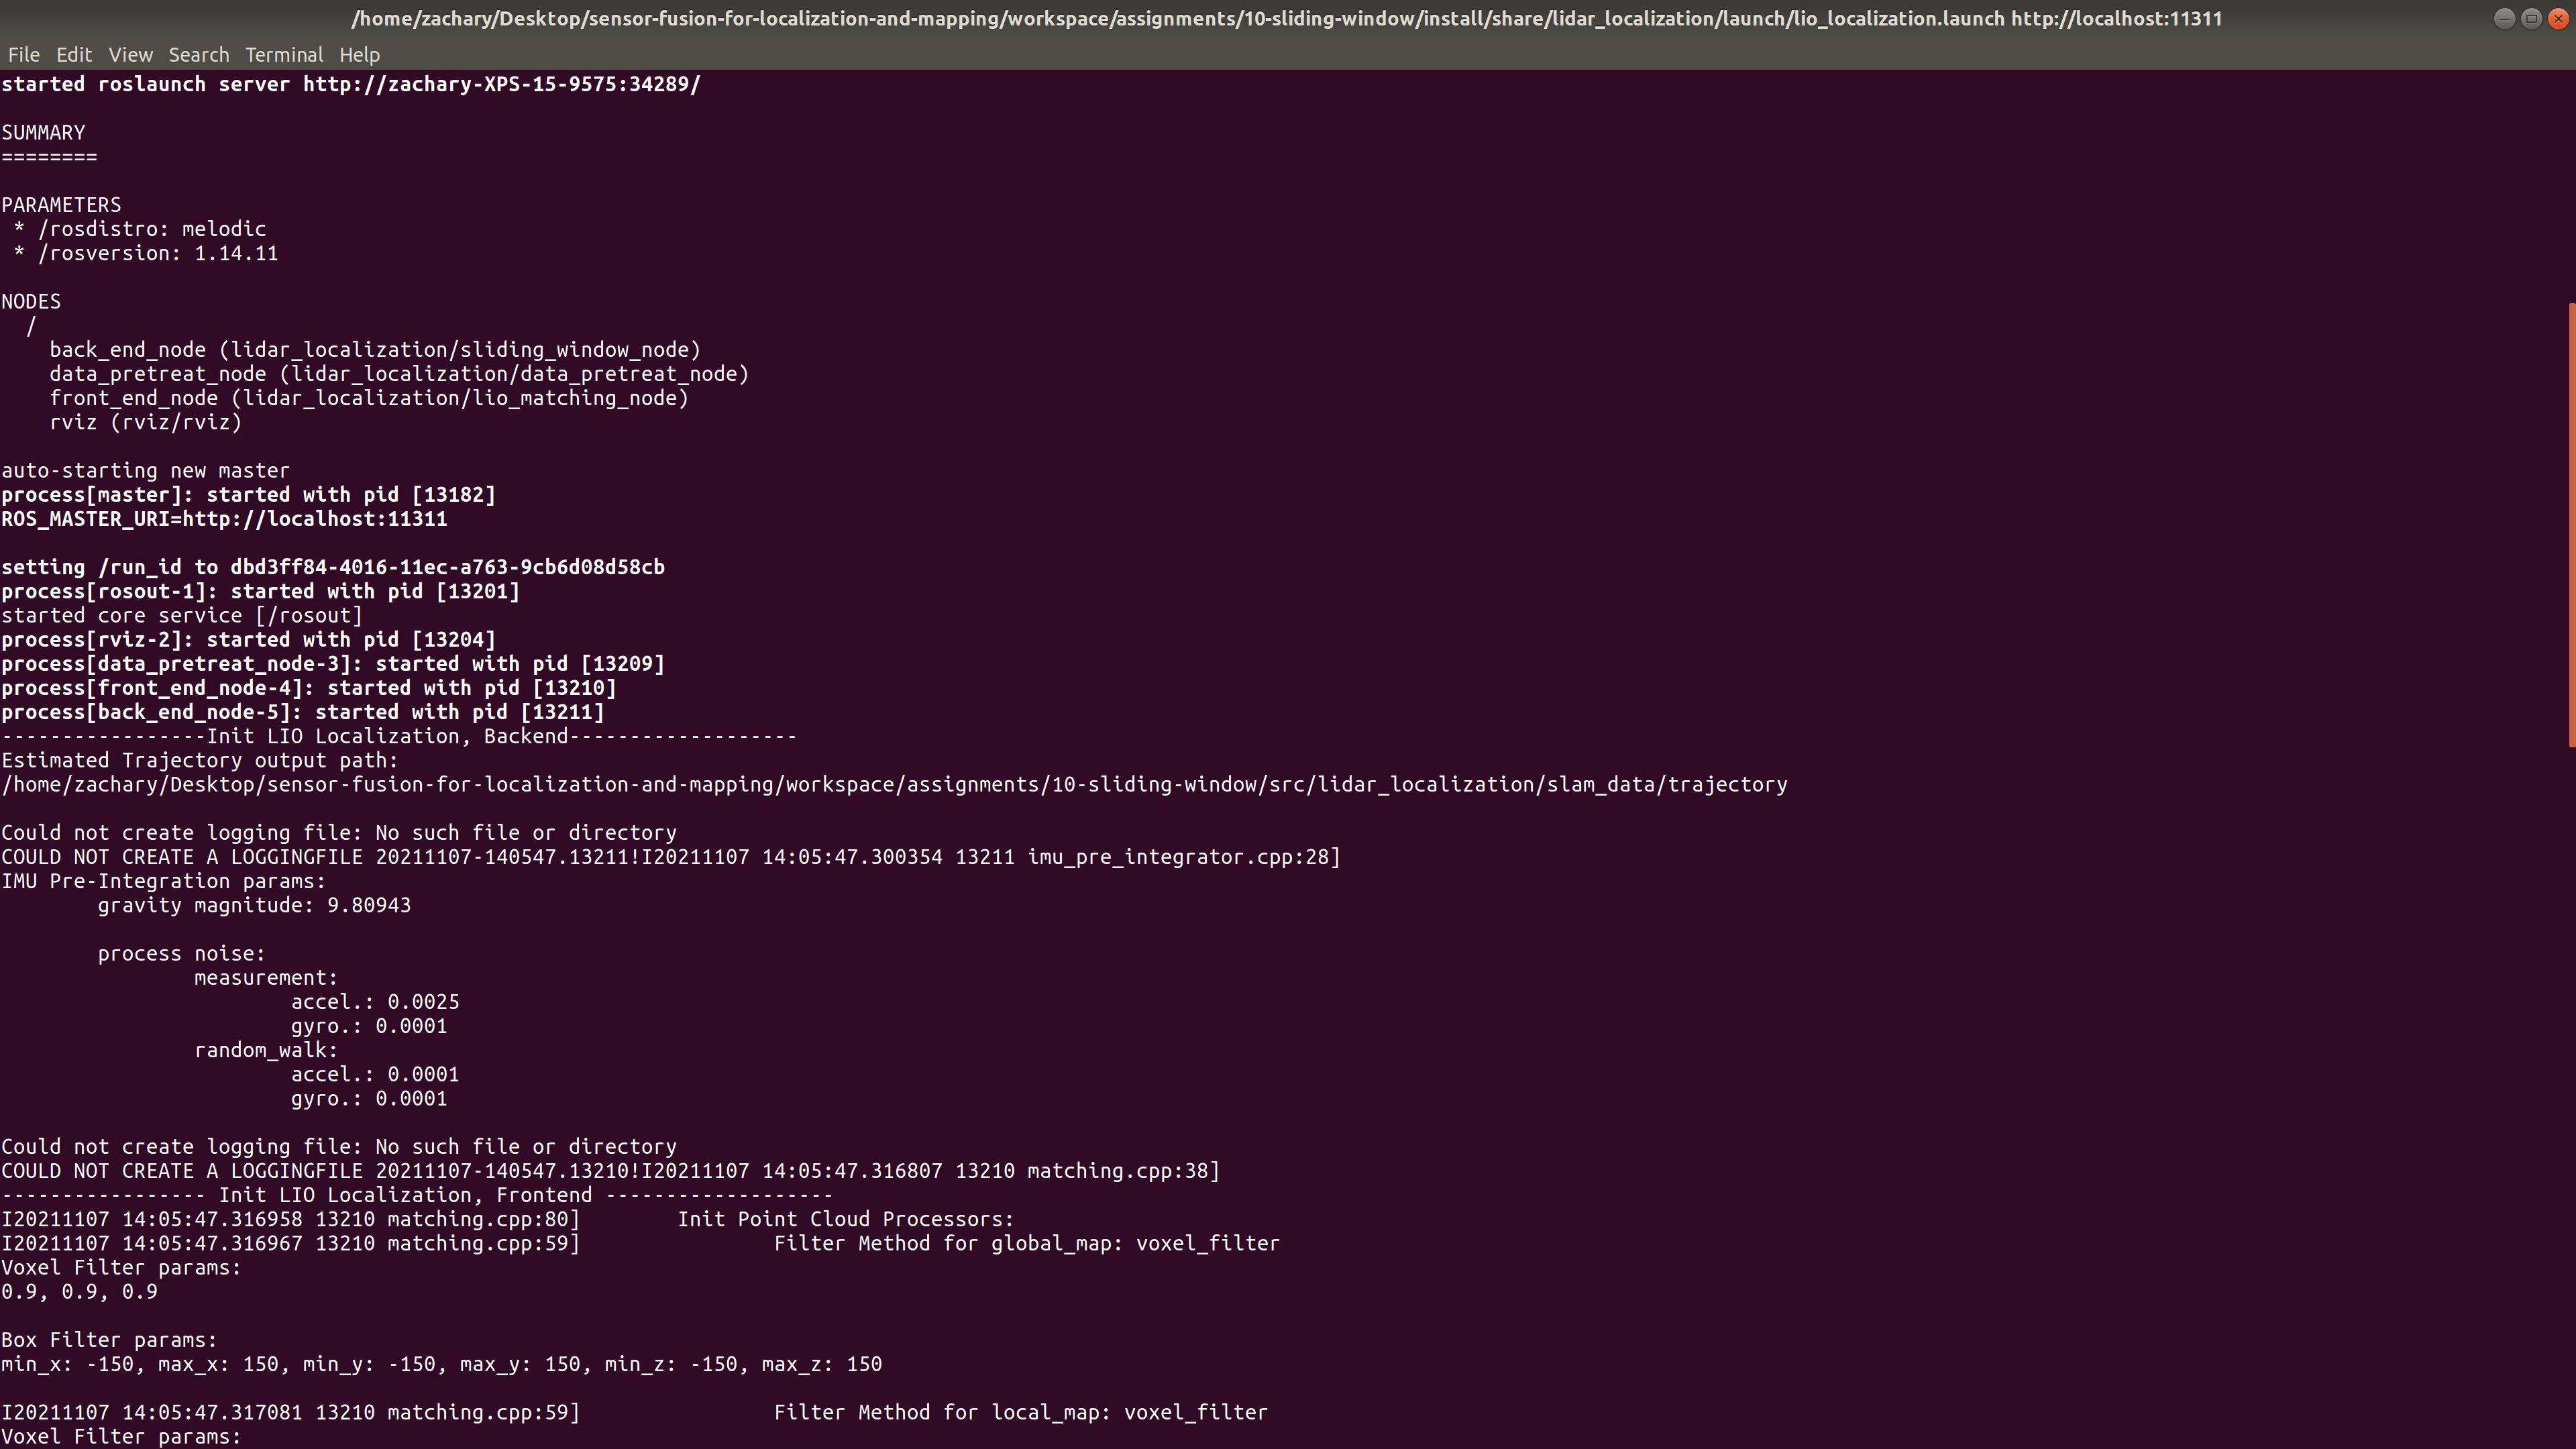 /home/zachary/Desktop/sensor-fusion-for-localization-and-mapping/workspace/assignments/10-sliding-window/install/share/lidar_localization/launch/lio_localization.launch http://localhost:11311
File Edit View Search Terminal Help
started roslaunch server http://zachary-XPS-15-9575:34289/
SUMMARY
========
PARAMETERS
* /rosdistro: melodic
* /rosversion: 1.14.11
NODES
/
back_end_node (lidar_localization/sliding_window_node)
data_pretreat_node (lidar_localization/data_pretreat_node)
front_end_node (lidar_localization/lio_matching_node)
rviz (rviz/rviz)
auto-starting new master
process[master]: started with pid [13182]
ROS_MASTER_URI=http://localhost:11311
setting /run_id to dbd3ff84-4016-11ec-a763-9cb6d08d58cb
process[rosout-1]: started with pid [13201]
started core service [/rosout]
process[rviz-2]: started with pid [13204]
process[data_pretreat_node-3]: started with pid [13209]
process[front_end_node-4]: started with pid [13210]
process[back_end_node-5]: started with pid [13211]
-----------------Init LIO Localization, Backend-------------------
Estimated Trajectory output path:
/home/zachary/Desktop/sensor-fusion-for-localization-and-mapping/workspace/assignments/10-sliding-window/src/lidar_localization/slam_data/trajectory
Could not create logging file: No such file or directory
COULD NOT CREATE A LOGGINGFILE 20211107-140547.13211!I20211107 14:05:47.300354 13211 imu_pre_integrator.cpp:28]
IMU Pre-Integration params:
gravity magnitude: 9.80943
process noise:
measurement:
accel.: 0.0025
gyro.: 0.0001
random_walk:
accel.: 0.0001
gyro.: 0.0001
Could not create logging file: No such file or directory
COULD NOT CREATE A LOGGINGFILE 20211107-140547.13210!I20211107 14:05:47.316807 13210 matching.cpp:38]
----------------- Init LIO Localization, Frontend -------------------
I20211107 14:05:47.316958 13210 matching.cpp:80] Init Point Cloud Processors:
I20211107 14:05:47.316967 13210 matching.cpp:59] Filter Method for global_map: voxel_filter
Voxel Filter params:
0.9, 0.9, 0.9
Box Filter params:
min_x: -150, max_x: 150, min_y: -150, max_y: 150, min_z: -150, max_z: 150
I20211107 14:05:47.317081 13210 matching.cpp:59] Filter Method for local_map: voxel_filter
Voxel Filter params: